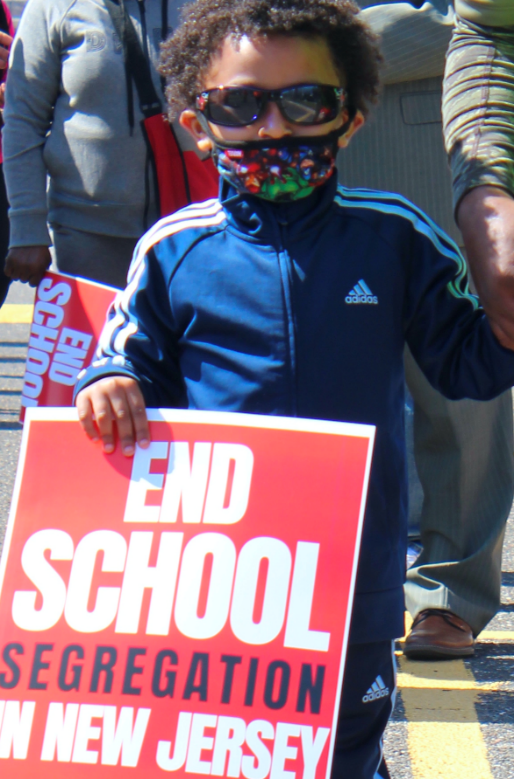 adidas
END
SCHOOL
END
SCHOOL
SEGREGATION
IN NEW JERSEY
adidas